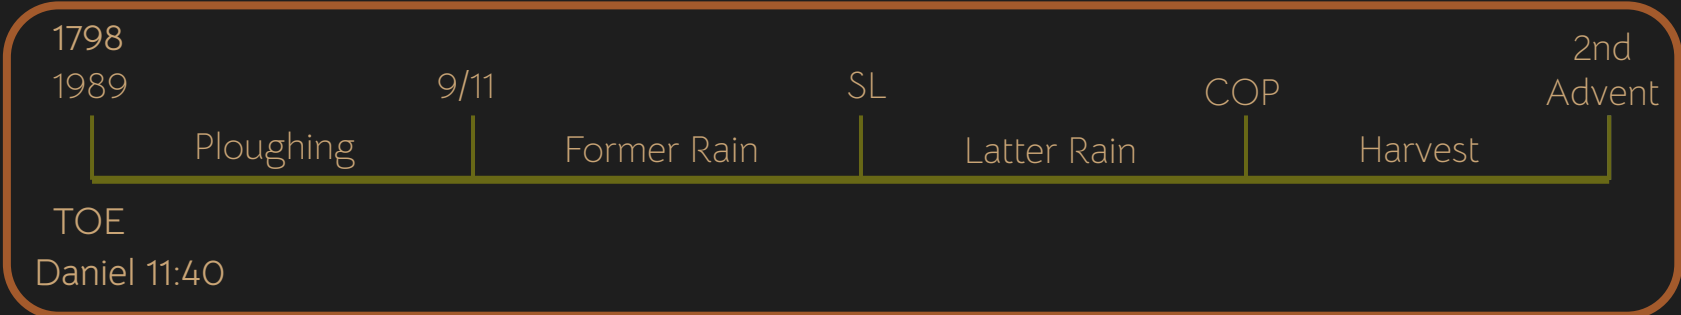 1798
1989
9/11
SL
COP
2nd
Advent
Ploughing
Former Rain
Latter Rain
Harvest
TOE
Daniel 11:40